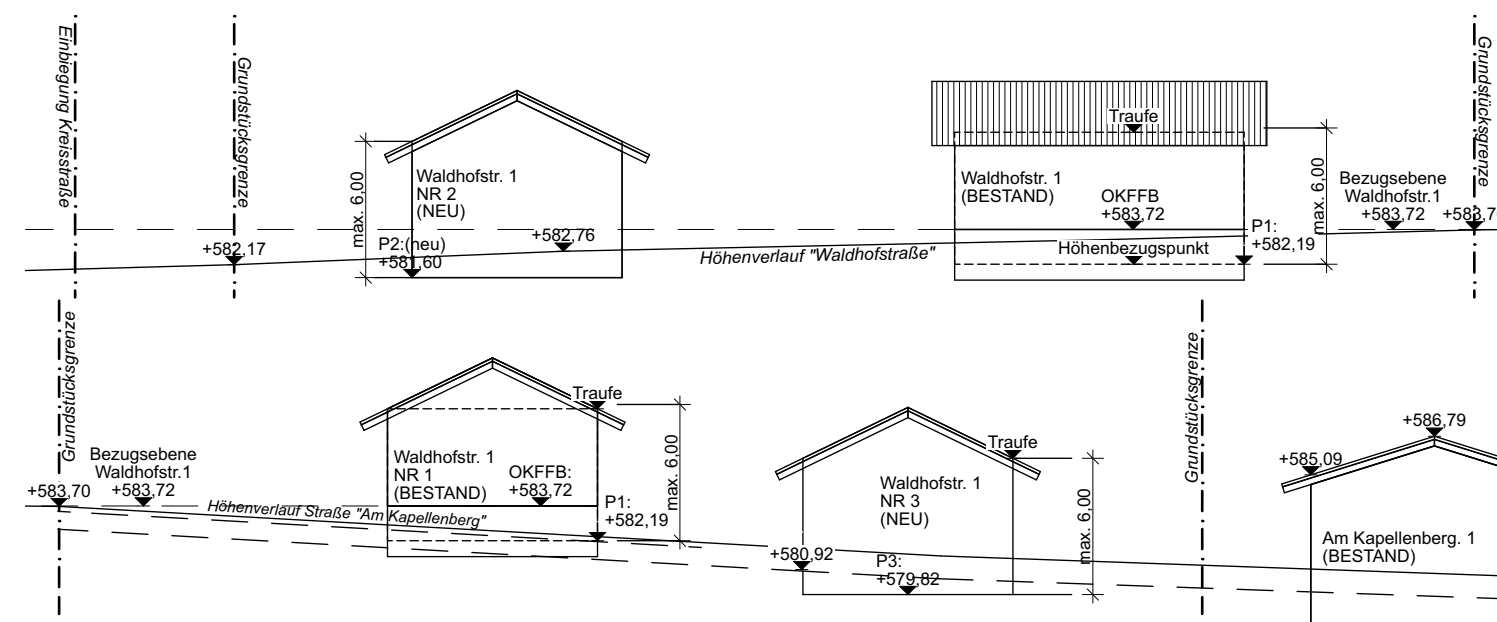 Einbiegung Kreisstraße
Grundstücksgrenze
Grundstücksgrenze
Traufe
Waldhofstr. 1
NR 2
(NEU)
max. 6,00
Waldhofstr. 1
(BESTAND)
OKFFB
+583,72
max. 6,00
Bezugsebene
Waldhofstr.1
+583,72
+583,7
+582,17
P2:(neu)
+581,60
+582,76
Höhenverlauf "Waldhofstraße"
Höhenbezugspunkt
P1:
+582,19
Grundstücksgrenze
Grundstücksgrenze
Traufe
Bezugsebene
Waldhofstr.1
+583,70
+583,72
Waldhofstr. 1
NR 1
(BESTAND)
OKFFB:
+583,72
max. 6,00
P1:
+582,19
Höhenverlauf Straße "Am Kapellenberg"
Traufe
Waldhofstr. 1
NR 3
(NEU)
max. 6,00
+580,92
P3:
+579,82
+586,79
+585,09
Am Kapellenberg. 1
(BESTAND)